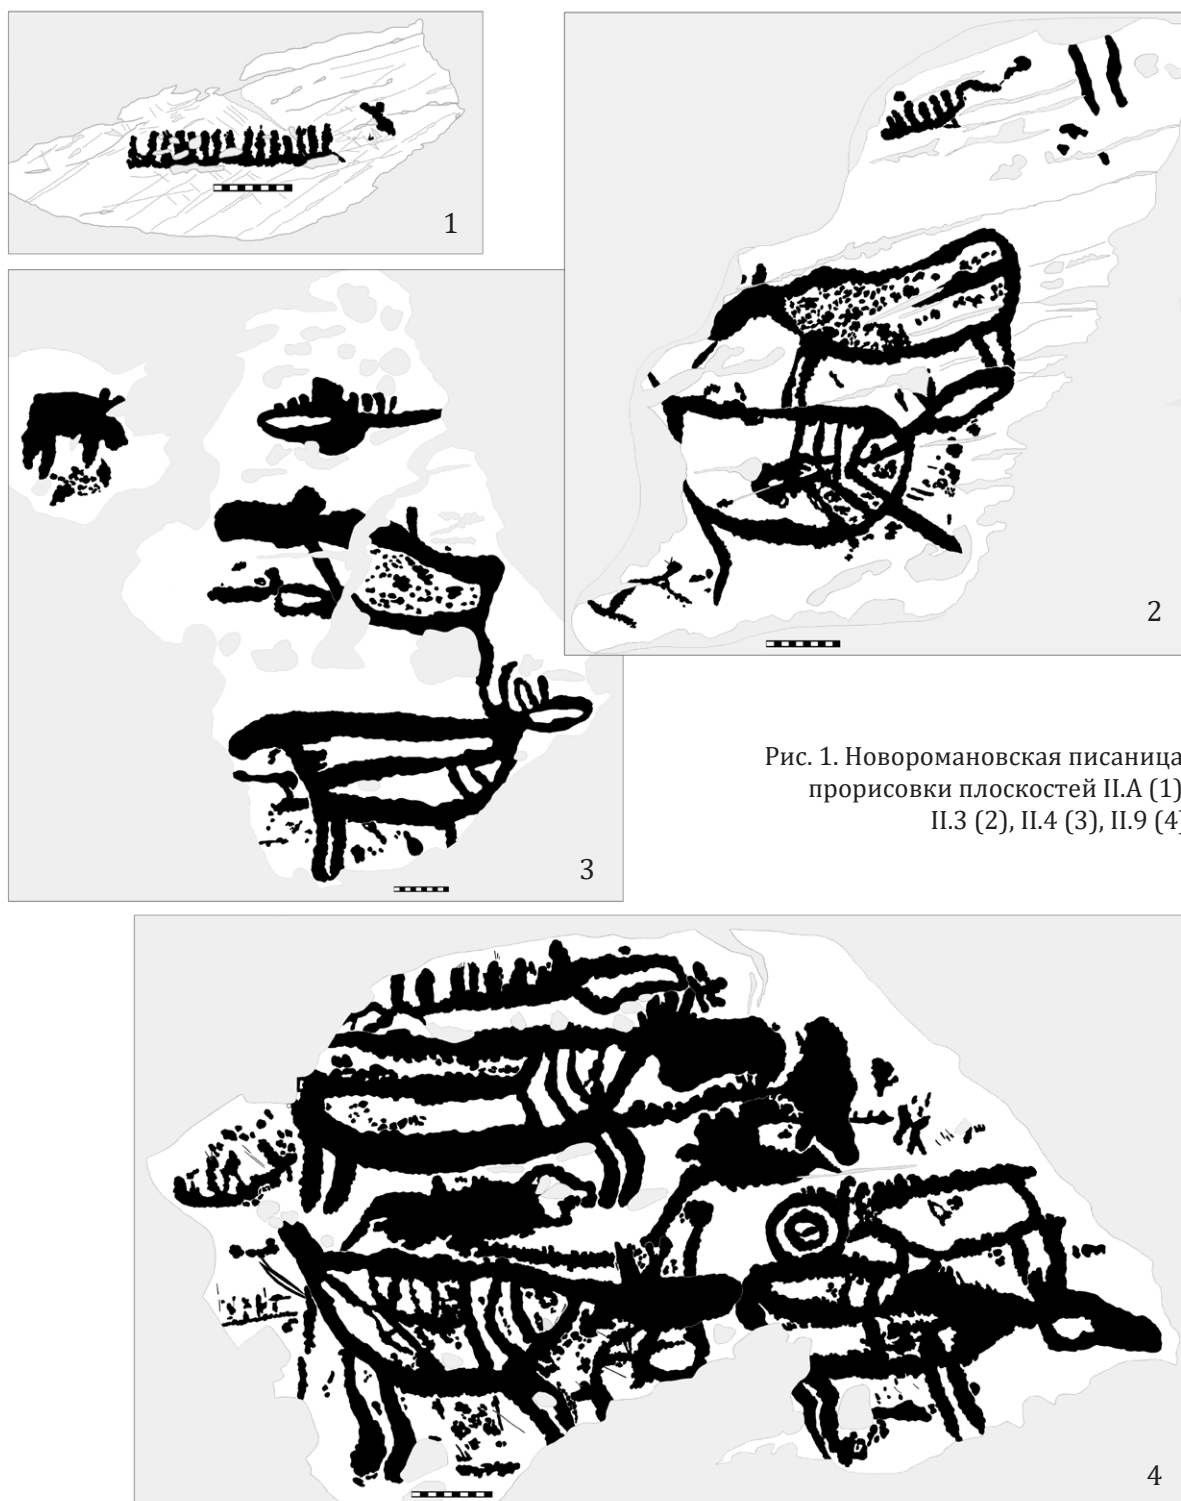 1
2
3
Рис. 1. Новоромановская писаница
прорисовки плоскостей II.А (1)
II.3 (2), II.4 (3), II.9 (4)
4